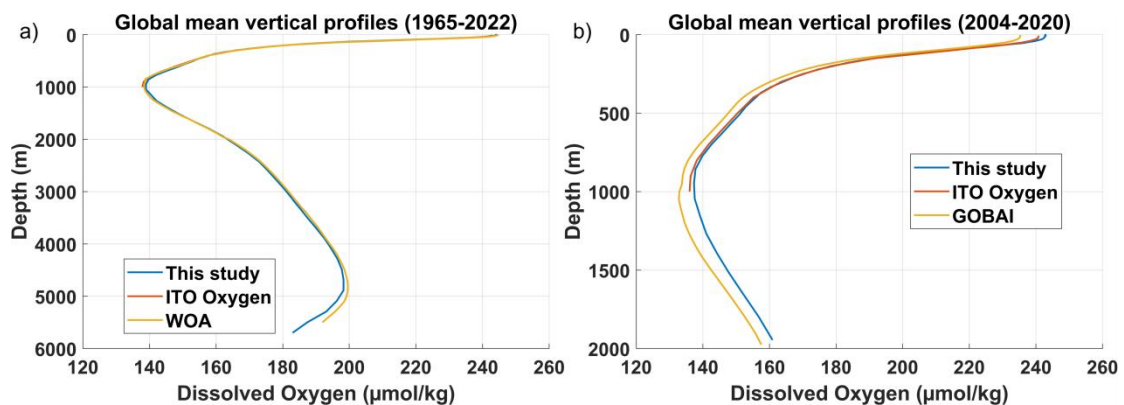 a)
Global mean vertical profiles (1965-2022)
0
1000
2000
3000
4000
5000
6000
Depth (m)
This study
ITO Oxygen
WOA
120 140 160 180 200 220 240 260
Dissolved Oxygen (µmol/kg)
b)
Global mean vertical profiles (2004-2020)
0
500
1000
1500
2000
Depth (m)
This study
ITO Oxygen
GOBAI
120 140 160 180 200 220 240 260
Dissolved Oxygen (µmol/kg)